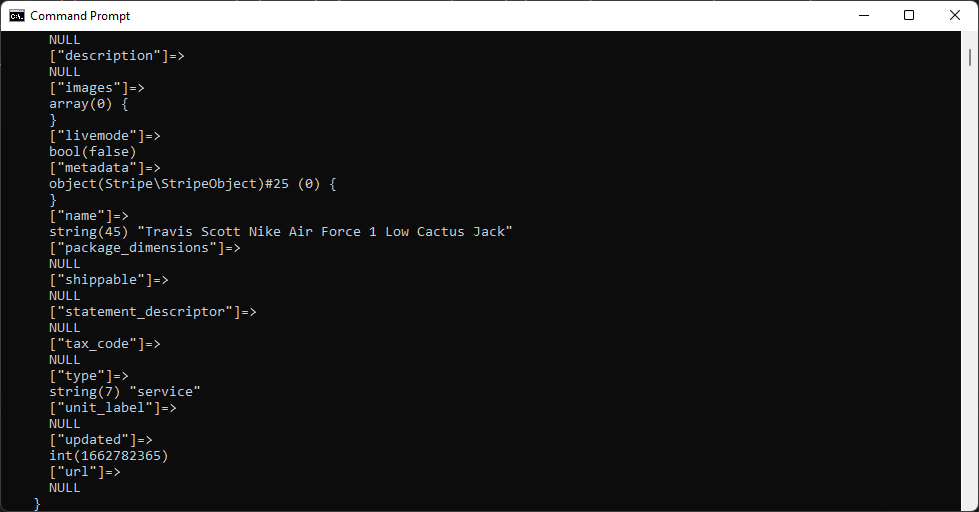 Command Prompt
NULL
["description"]=>
NULL
["images"]=>
array(0) {
}
["livemode"]=>
bool(false)
["metadata"]=>
object(Stripe\StripeObject)#25 (0) {
}
["name"]=>
string(45) "Travis Scott Nike Air Force 1 Low Cactus Jack"
["package_dimensions"]=>
NULL
["shippable"]=>
NULL
["statement_descriptor"]=>
NULL
["tax_code"]=>
NULL
["type"]=>
string(7) "service"
["unit_label"]=>
NULL
["updated"]=>
int(1662782365)
["url"]=>
NULL
}